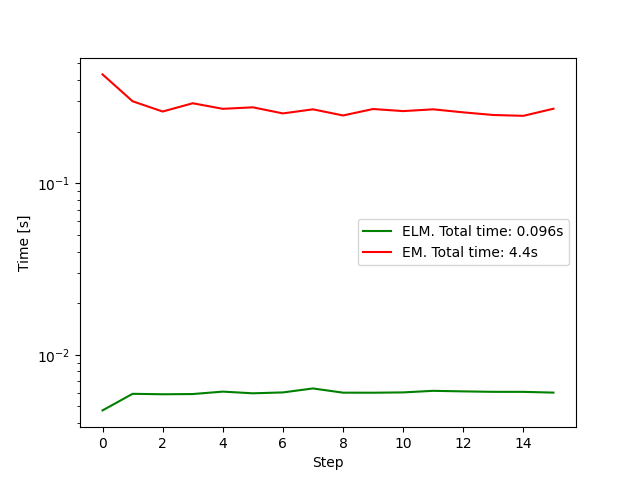 Time [s]
10⁻¹
10⁻²
ELM. Total time: 0.096s
EM. Total time: 4.4s
0 2 4 6 8 10 12 14
Step